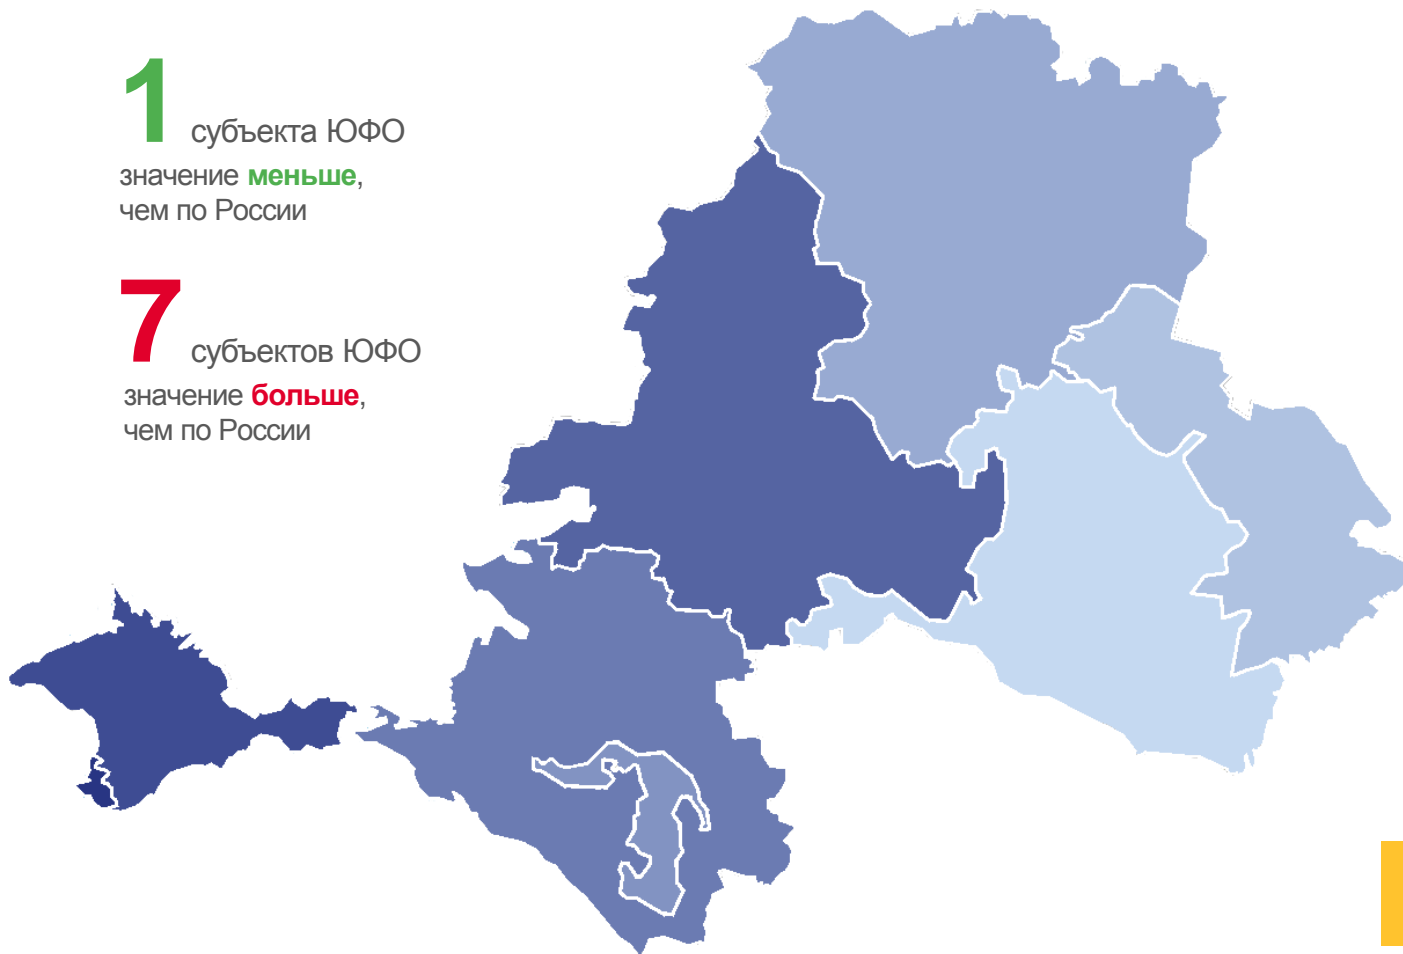 1 субъекта ЮФО
значение меньше,
чем по России
7 субъектов ЮФО
значение больше,
чем по России